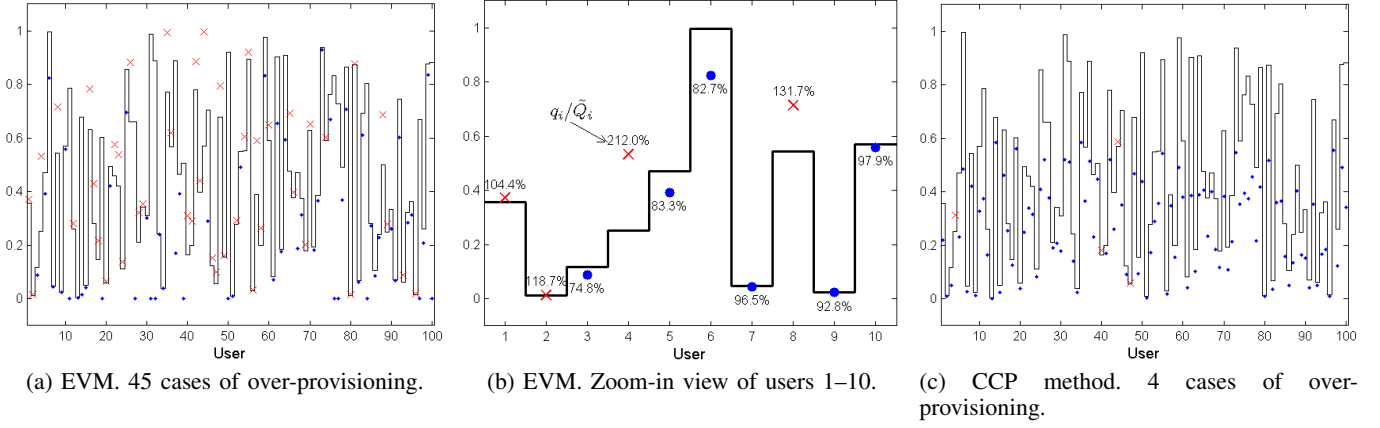 1
0.8
0.6
0.4
0.2
0
10 20 30 40 50 60 70 80 90 100
User
(a) EVM. 45 cases of over-provisioning.
1
0.8
0.6
0.4
0.2
0
q_i/Q̃_i
104.4%
118.7%
74.8%
212.0%
83.3%
82.7%
96.5%
131.7%
92.8%
97.9%
1 2 3 4 5 6 7 8 9 10
User
(b) EVM. Zoom-in view of users 1–10.
1
0.8
0.6
0.4
0.2
0
10 20 30 40 50 60 70 80 90 100
User
(c) CCP method. 4 cases of over-
provisioning.